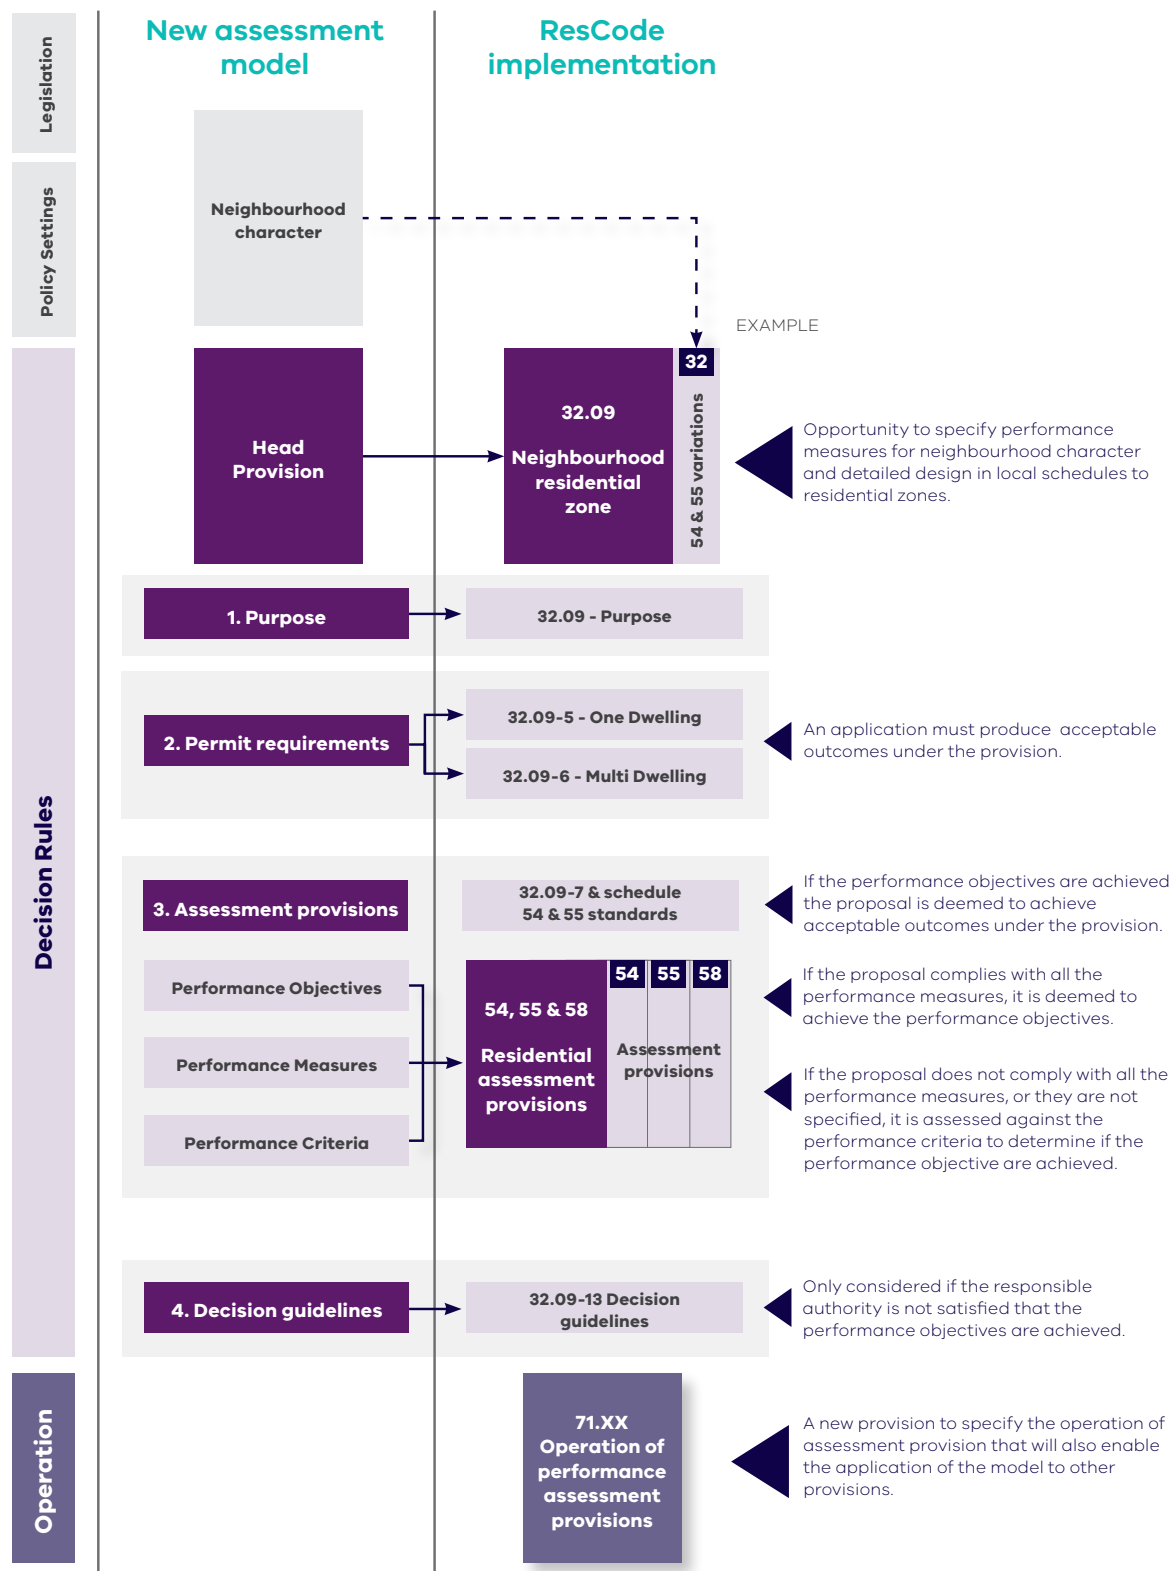 New assessment
model
ResCode
implementation
Legislation
Policy Settings
Neighbourhood
character
EXAMPLE
Decision Rules
Head
Provision
32.09
Neighbourhood
residential
zone
32
54 & 55 variations
Opportunity to specify performance
measures for neighbourhood character
and detailed design in local schedules to
residential zones.
1. Purpose
32.09 - Purpose
2. Permit requirements
32.09-5 - One Dwelling
32.09-6 - Multi Dwelling
An application must produce  acceptable
outcomes under the provision.
3. Assessment provisions
32.09-7 & schedule
54 & 55 standards
If the performance objectives are achieved
the proposal is deemed to achieve
acceptable outcomes under the provision.
Performance Objectives
Performance Measures
Performance Criteria
54, 55 & 58
Residential
assessment
provisions
54 55 58
Assessment
provisions
If the proposal complies with all the
performance measures, it is deemed to
achieve the performance objectives.
If the proposal does not comply with all the
performance measures, or they are not
specified, it is assessed against the
performance criteria to determine if the
performance objective are achieved.
4. Decision guidelines
32.09-13 Decision
guidelines
Only considered if the responsible
authority is not satisfied that the
performance objectives are achieved.
Operation
71.XX
Operation of
performance
assessment
provisions
A new provision to specify the operation of
assessment provision that will also enable
the application of the model to other
provisions.